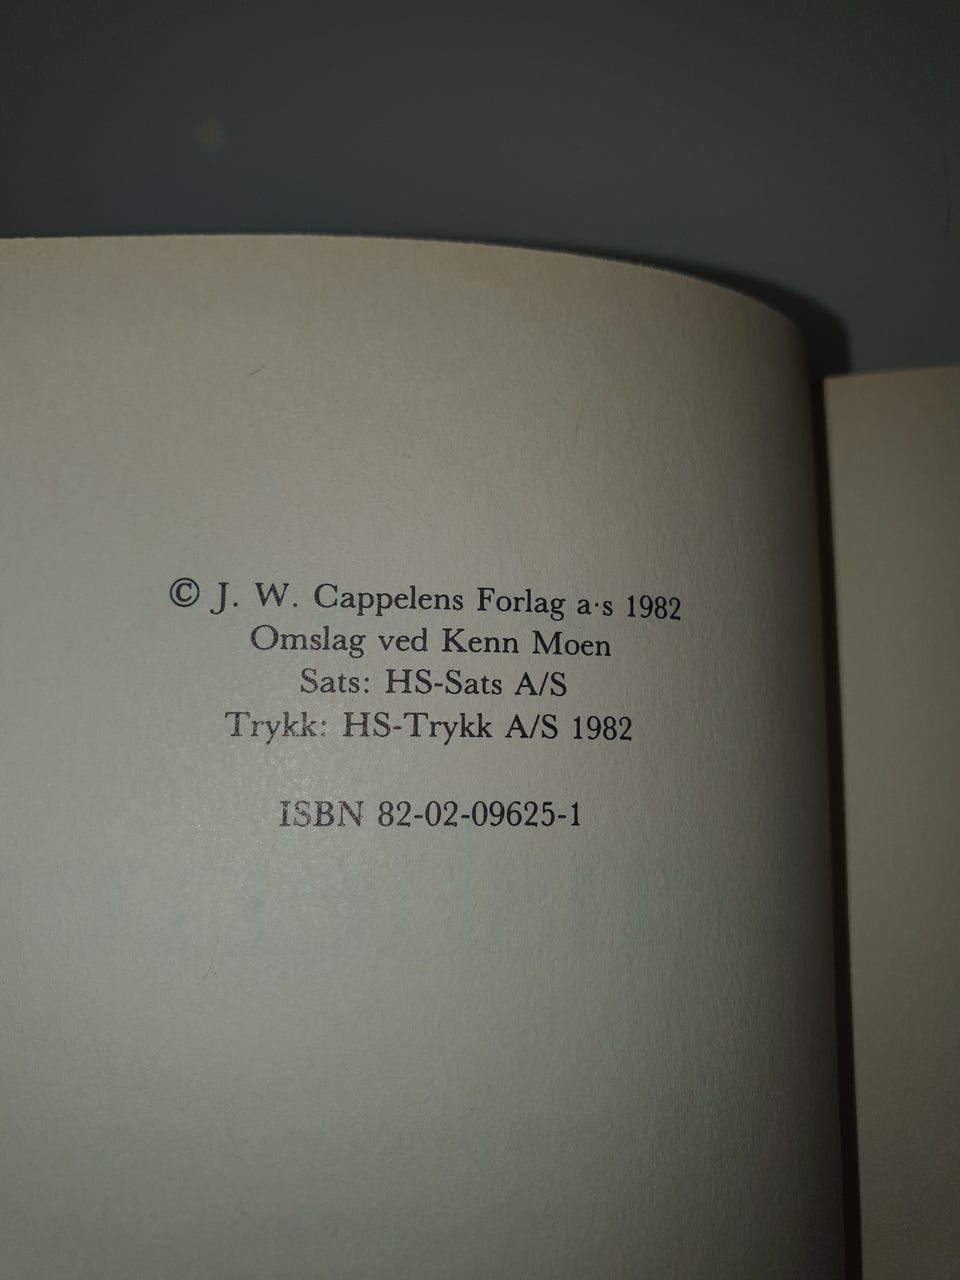 © J. W. Cappelens Forlag a·s 1982
Omslag ved Kenn Moen
Sats: HS-Sats A/S
Trykk: HS-Trykk A/S 1982
ISBN 82-02-09625-1